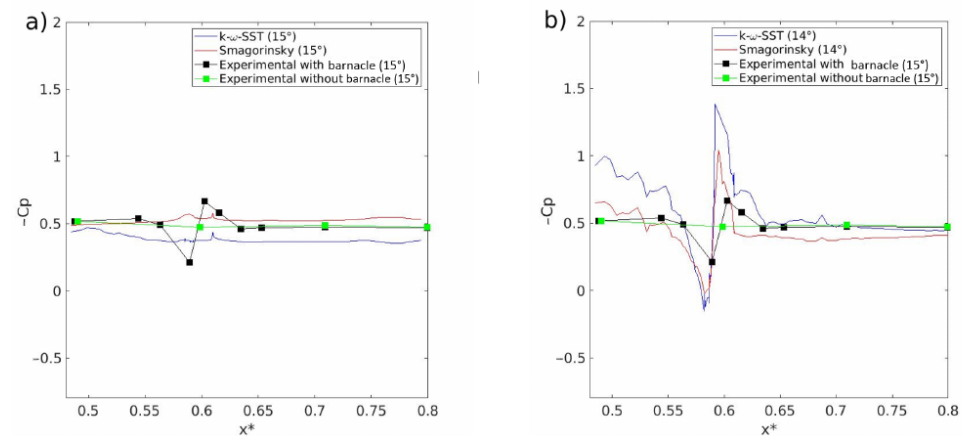 a)
2
1.5
1
0.5
0
−0.5
−Cp
k-ω-SST (15°)
Smagorinsky (15°)
Experimental with barnacle (15°)
Experimental without barnacle (15°)
0.5 0.55 0.6 0.65 0.7 0.75 0.8
x*
b)
2
1.5
1
0.5
0
−0.5
−Cp
k-ω-SST (14°)
Smagorinsky (14°)
Experimental with barnacle (15°)
Experimental without barnacle (15°)
0.5 0.55 0.6 0.65 0.7 0.75 0.8
x*